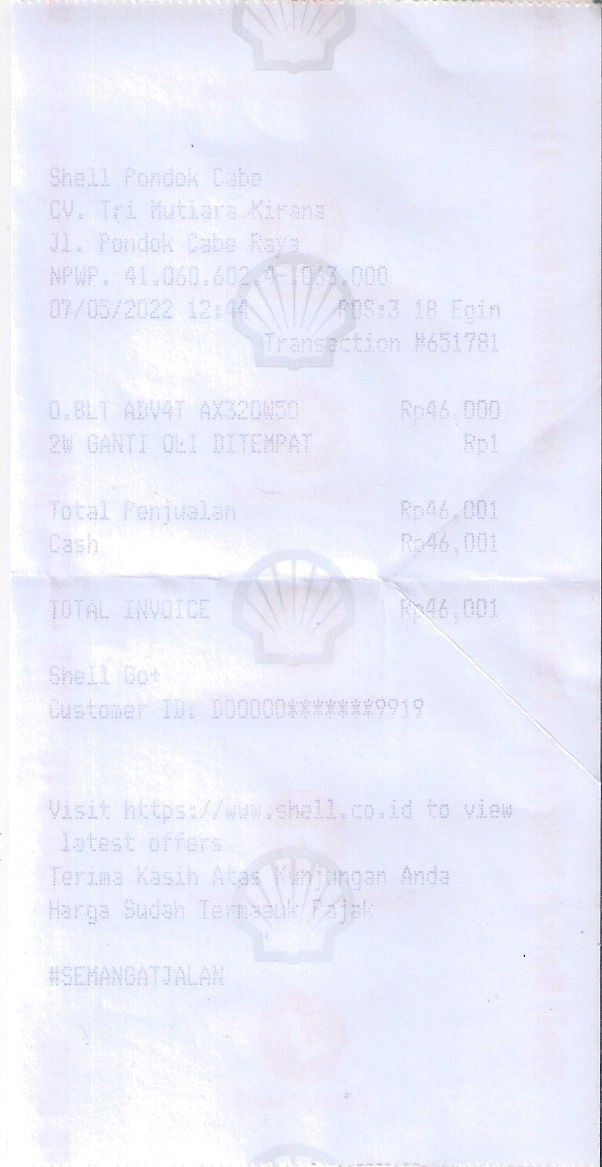 Shell Pondok Cabe
CV. Tri Mutiara Kirana
Jl. Pondok Cabe Raya
NPWP. 41.060.602.4-.063.000
07/05/2022 12:44 POS:3 18 Egin
Transaction #651781
0.8LT ADV4T AX320W50 Rp46,000
2W GANTI OLI DITEMPAT Rp1
Total Penjualan Rp46,001
Cash Rp46,001
TOTAL INVOICE Rp46,001
Shell Go+
Customer ID: D00000*******9919
Visit https://www.shell.co.id to view
latest offers
Terima Kasih Atas Kunjungan Anda
Harga Sudah Termasuk Pajak
#SEMANGATJALAN